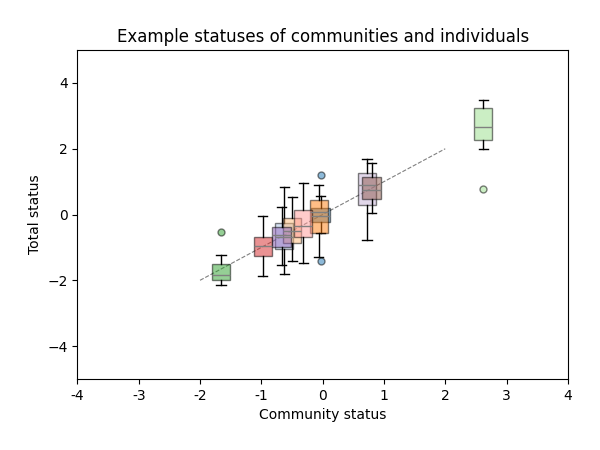 Example statuses of communities and individuals
Total status
4
2
0
−2
−4
-4 -3 -2 -1 0 1 2 3 4
Community status